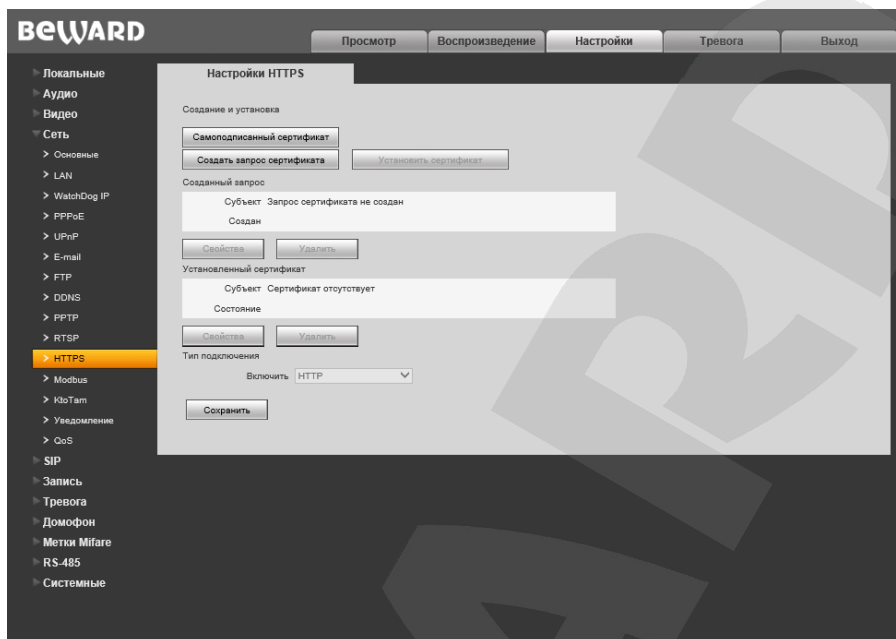 BEWARD
Просмотр
Воспроизведение
Настройки
Тревога
Выход
Локальные
Аудио
Видео
Сеть
Основные
LAN
WatchDog IP
PPPoE
UPnP
E-mail
FTP
DDNS
PPTP
RTSP
HTTPS
Modbus
KtoTam
Уведомление
QoS
SIP
Запись
Тревога
Домофон
Метки Mifare
RS-485
Системные
Настройки HTTPS
Создание и установка
Самоподписанный сертификат
Создать запрос сертификата Установить сертификат
Созданный запрос
Субъект Запрос сертификата не создан
Создан
Свойства Удалить
Установленный сертификат
Субъект Сертификат отсутствует
Состояние
Свойства Удалить
Тип подключения
Включить HTTP
Сохранить